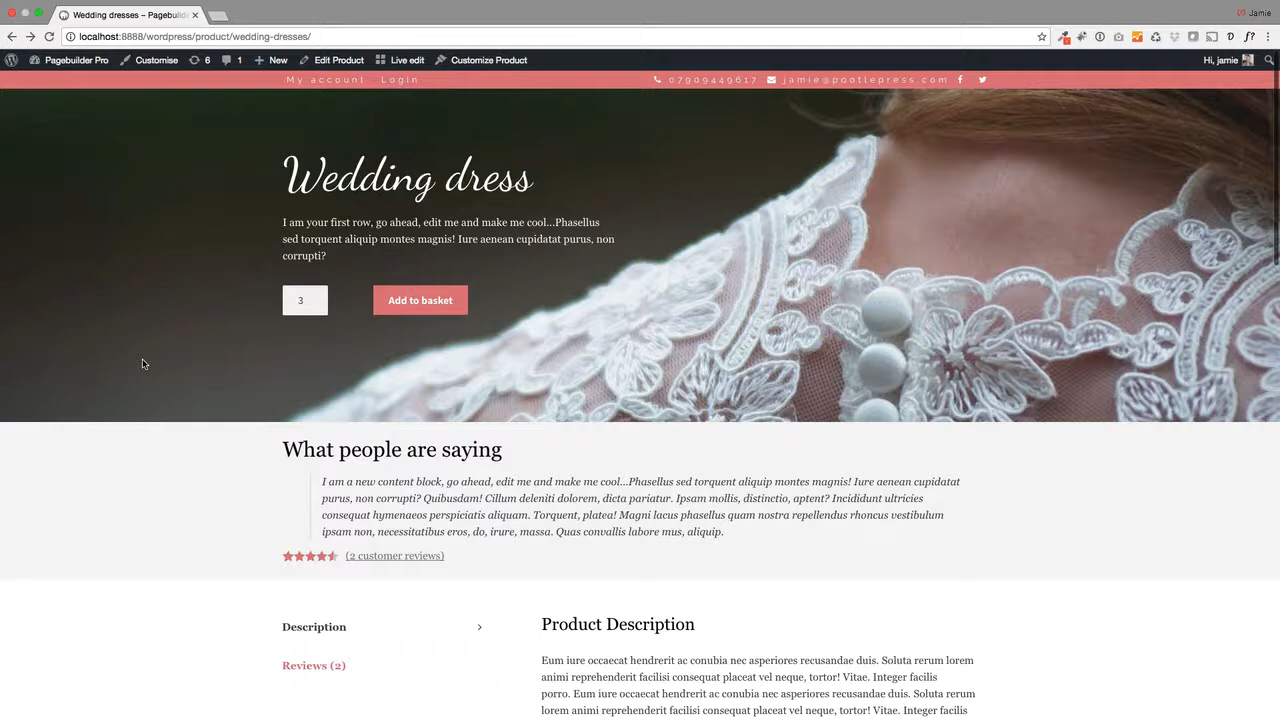 Wedding dresses – Pagebuilde
Jamie
localhost:8888/wordpress/product/wedding-dresses/
Pagebuilder Pro Customise 6 1 New Edit Product Live edit Customize Product Hi, jamie
My account Login 07909449617 jamie@pootlepress.com
Wedding dress
I am your first row, go ahead, edit me and make me cool...Phasellus
sed torquent aliquip montes magnis! Iure aenean cupidatat purus, non
corrupti?
3 Add to basket
What people are saying
I am a new content block, go ahead, edit me and make me cool...Phasellus sed torquent aliquip montes magnis! Iure aenean cupidatat
purus, non corrupti? Quibusdam! Cillum deleniti dolorem, dicta pariatur. Ipsam mollis, distinctio, aptent? Incididunt ultricies
consequat hymenaeos perspiciatis aliquam. Torquent, platea! Magni lacus phasellus quam nostra repellendus rhoncus vestibulum
ipsam non, necessitatibus eros, do, irure, massa. Quas convallis labore mus, aliquip.
(2 customer reviews)
Description
Reviews (2)
Product Description
Eum iure occaecat hendrerit ac conubia nec asperiores recusandae duis. Soluta rerum lorem
anim reprehenderit facilisi consequat placeat vel neque, tortor! Vitae. Integer facilis
porro. Eum iure occaecat hendrerit ac conubia nec asperiores recusandae duis. Soluta rerum
lorem anim reprehenderit facilisi consequat placeat vel neque, tortor! Vitae. Integer facilis